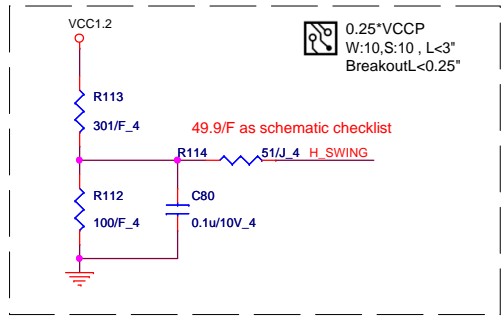 VCC1.2
0.25*VCCP
W:10,S:10 , L<3"
BreakoutL<0.25"
R113
301/F_4
49.9/F as schematic checklist
R114 51/J_4 H_SWING
R112
100/F_4
C80
0.1u/10V_4